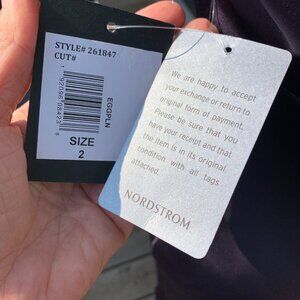 STYLE# 261847
CUT#
EGGPLN
SIZE
2
We are happy to accept
your exchange or return to
original form of payment.
Please be sure that you
have your receipt and that
the item is in its original
condition with all tags
attached.
NORDSTROM